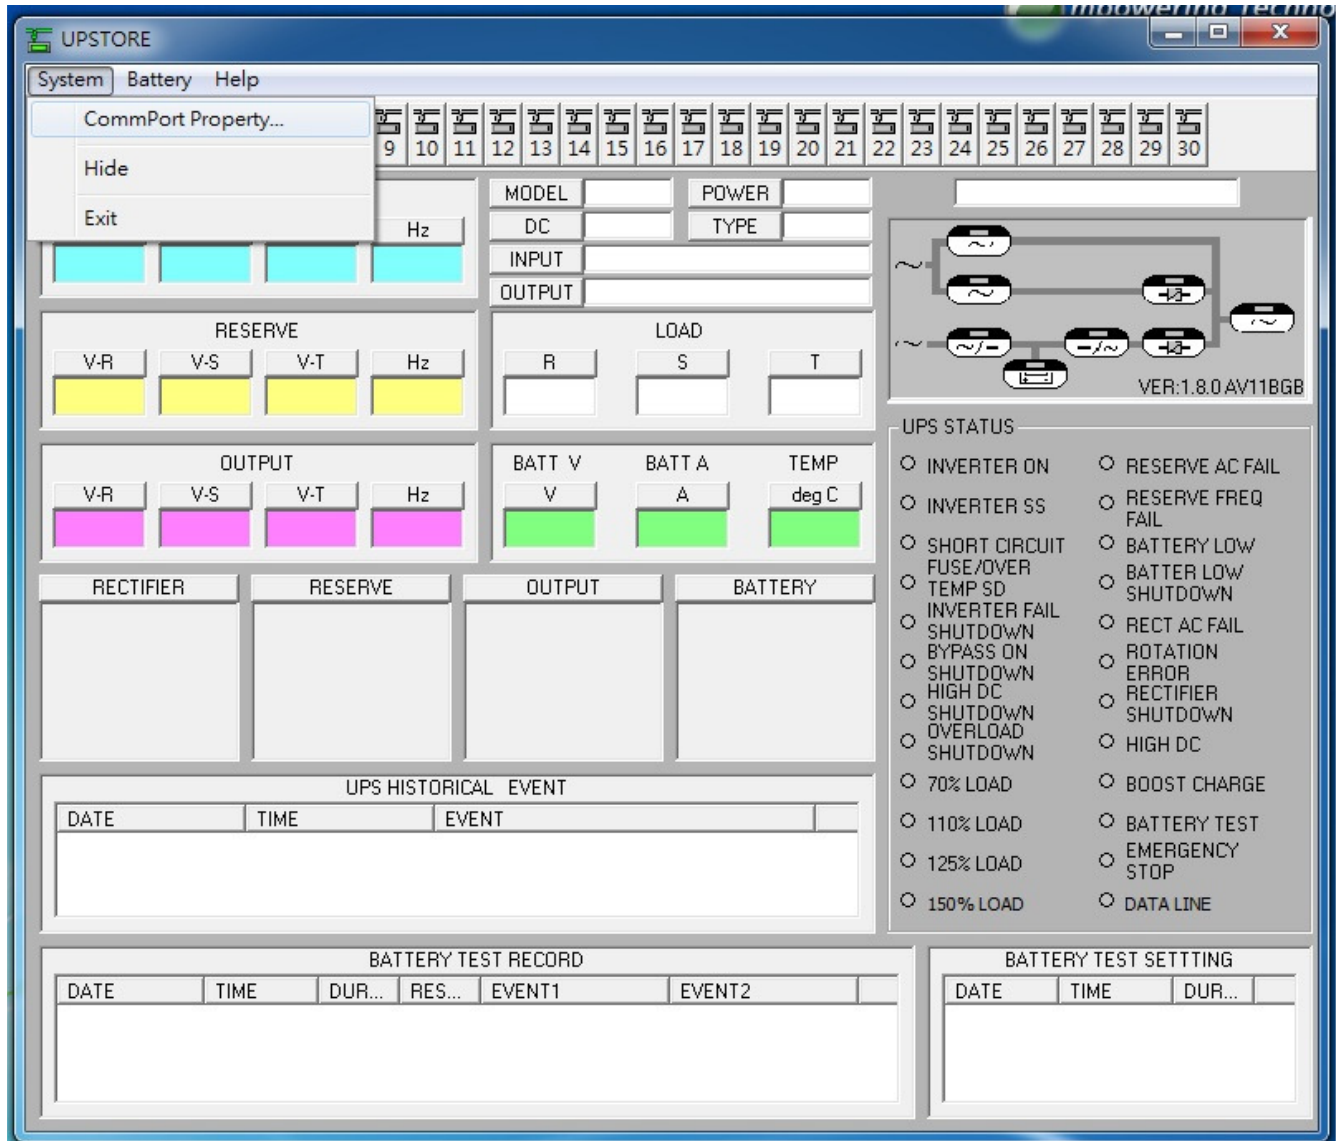 mpowering Techno
UPSTORE
System Battery Help
CommPort Property...
Hide
Exit
9 10 11 12 13 14 15 16 17 18 19 20 21 22 23 24 25 26 27 28 29 30
MODEL POWER
Hz DC TYPE
INPUT
OUTPUT
RESERVE LOAD
V-R V-S V-T Hz R S T
VER:1.8.0 AV11BGB
OUTPUT BATT V BATT A TEMP
V-R V-S V-T Hz V A deg C
RECTIFIER RESERVE OUTPUT BATTERY
UPS STATUS
INVERTER ON
INVERTER SS
SHORT CIRCUIT
FUSE/OVER
TEMP SD
INVERTER FAIL
SHUTDOWN
BYPASS ON
SHUTDOWN
HIGH DC
SHUTDOWN
OVERLOAD
SHUTDOWN
70% LOAD
110% LOAD
125% LOAD
150% LOAD
RESERVE AC FAIL
RESERVE FREQ
FAIL
BATTERY LOW
BATTER LOW
SHUTDOWN
RECT AC FAIL
ROTATION
ERROR
RECTIFIER
SHUTDOWN
HIGH DC
BOOST CHARGE
BATTERY TEST
EMERGENCY
STOP
DATA LINE
UPS HISTORICAL EVENT
DATE TIME EVENT
BATTERY TEST RECORD
DATE TIME DUR... RES... EVENT1 EVENT2
BATTERY TEST SETTTING
DATE TIME DUR...